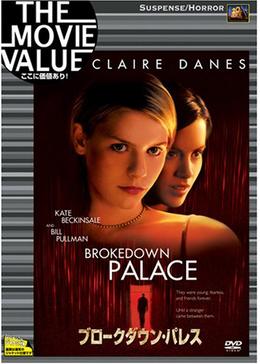 THE
MOVIE
VALUE
ここに価値あり!
SUSPENSE/HORROR
CLAIRE DANES
KATE
BECKINSALE
AND
BILL
PULLMAN
BROKEDOWN
PALACE
They were young, fearless,
and friends forever.
Until a stranger
came between them.
ブロークダウン・パレス
DVD